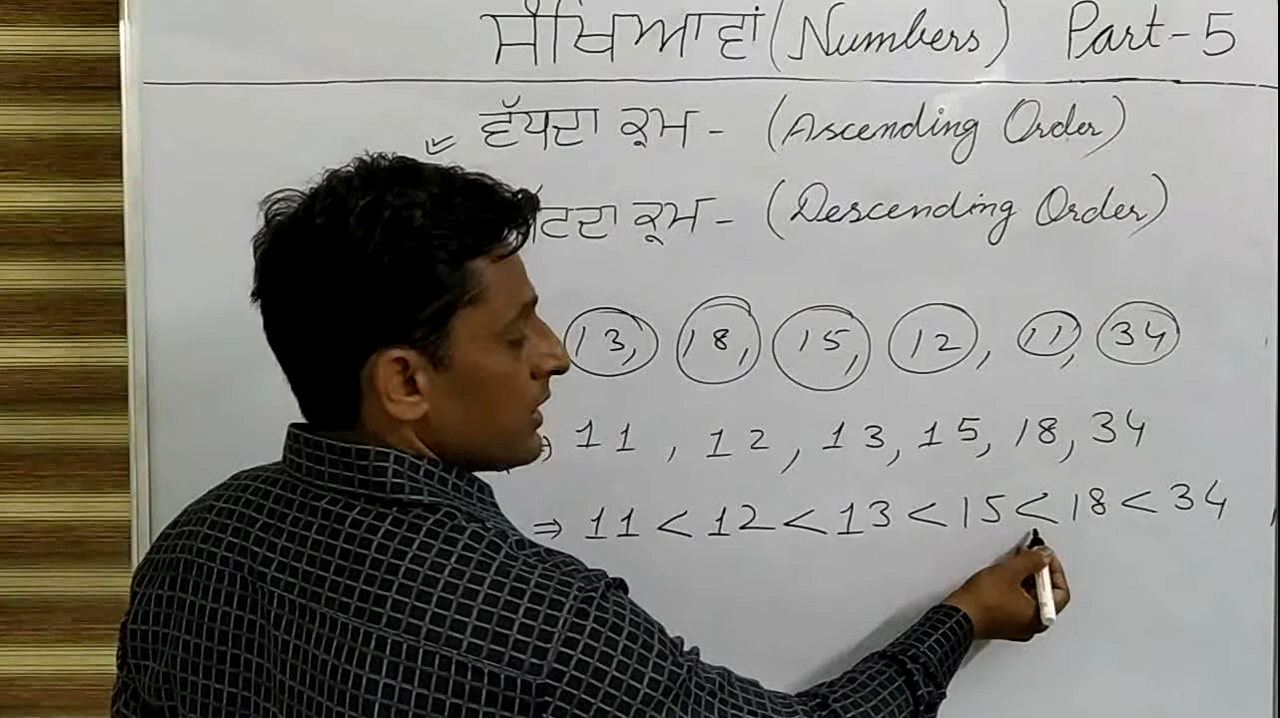 ਸੰਖਿਆਵਾਂ (Numbers) Part-5
ਵੱਧਦਾ ਕ੍ਰਮ - (Ascending Order)
ਕ੍ਰਮ - (Descending Order)
13, 18, 15, 12, 11, 34
⇒ 11, 12, 13, 15, 18, 34
⇒ 11 < 12 < 13 < 15 < 18 < 34